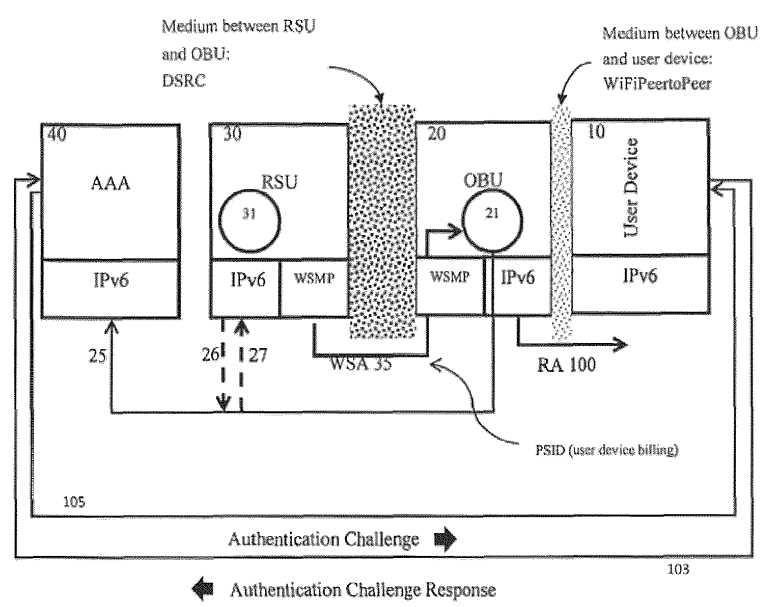 Medium between RSU
and OBU:
DSRC
Medium between OBU
and user device:
WiFiPeertoPeer
40
30
20
10
AAA
RSU
OBU
User Device
31
21
IPv6
IPv6
WSMP
WSMP
IPv6
IPv6
25
26
27
WSA 35
RA 100
PSID (user device billing)
105
Authentication Challenge
103
Authentication Challenge Response